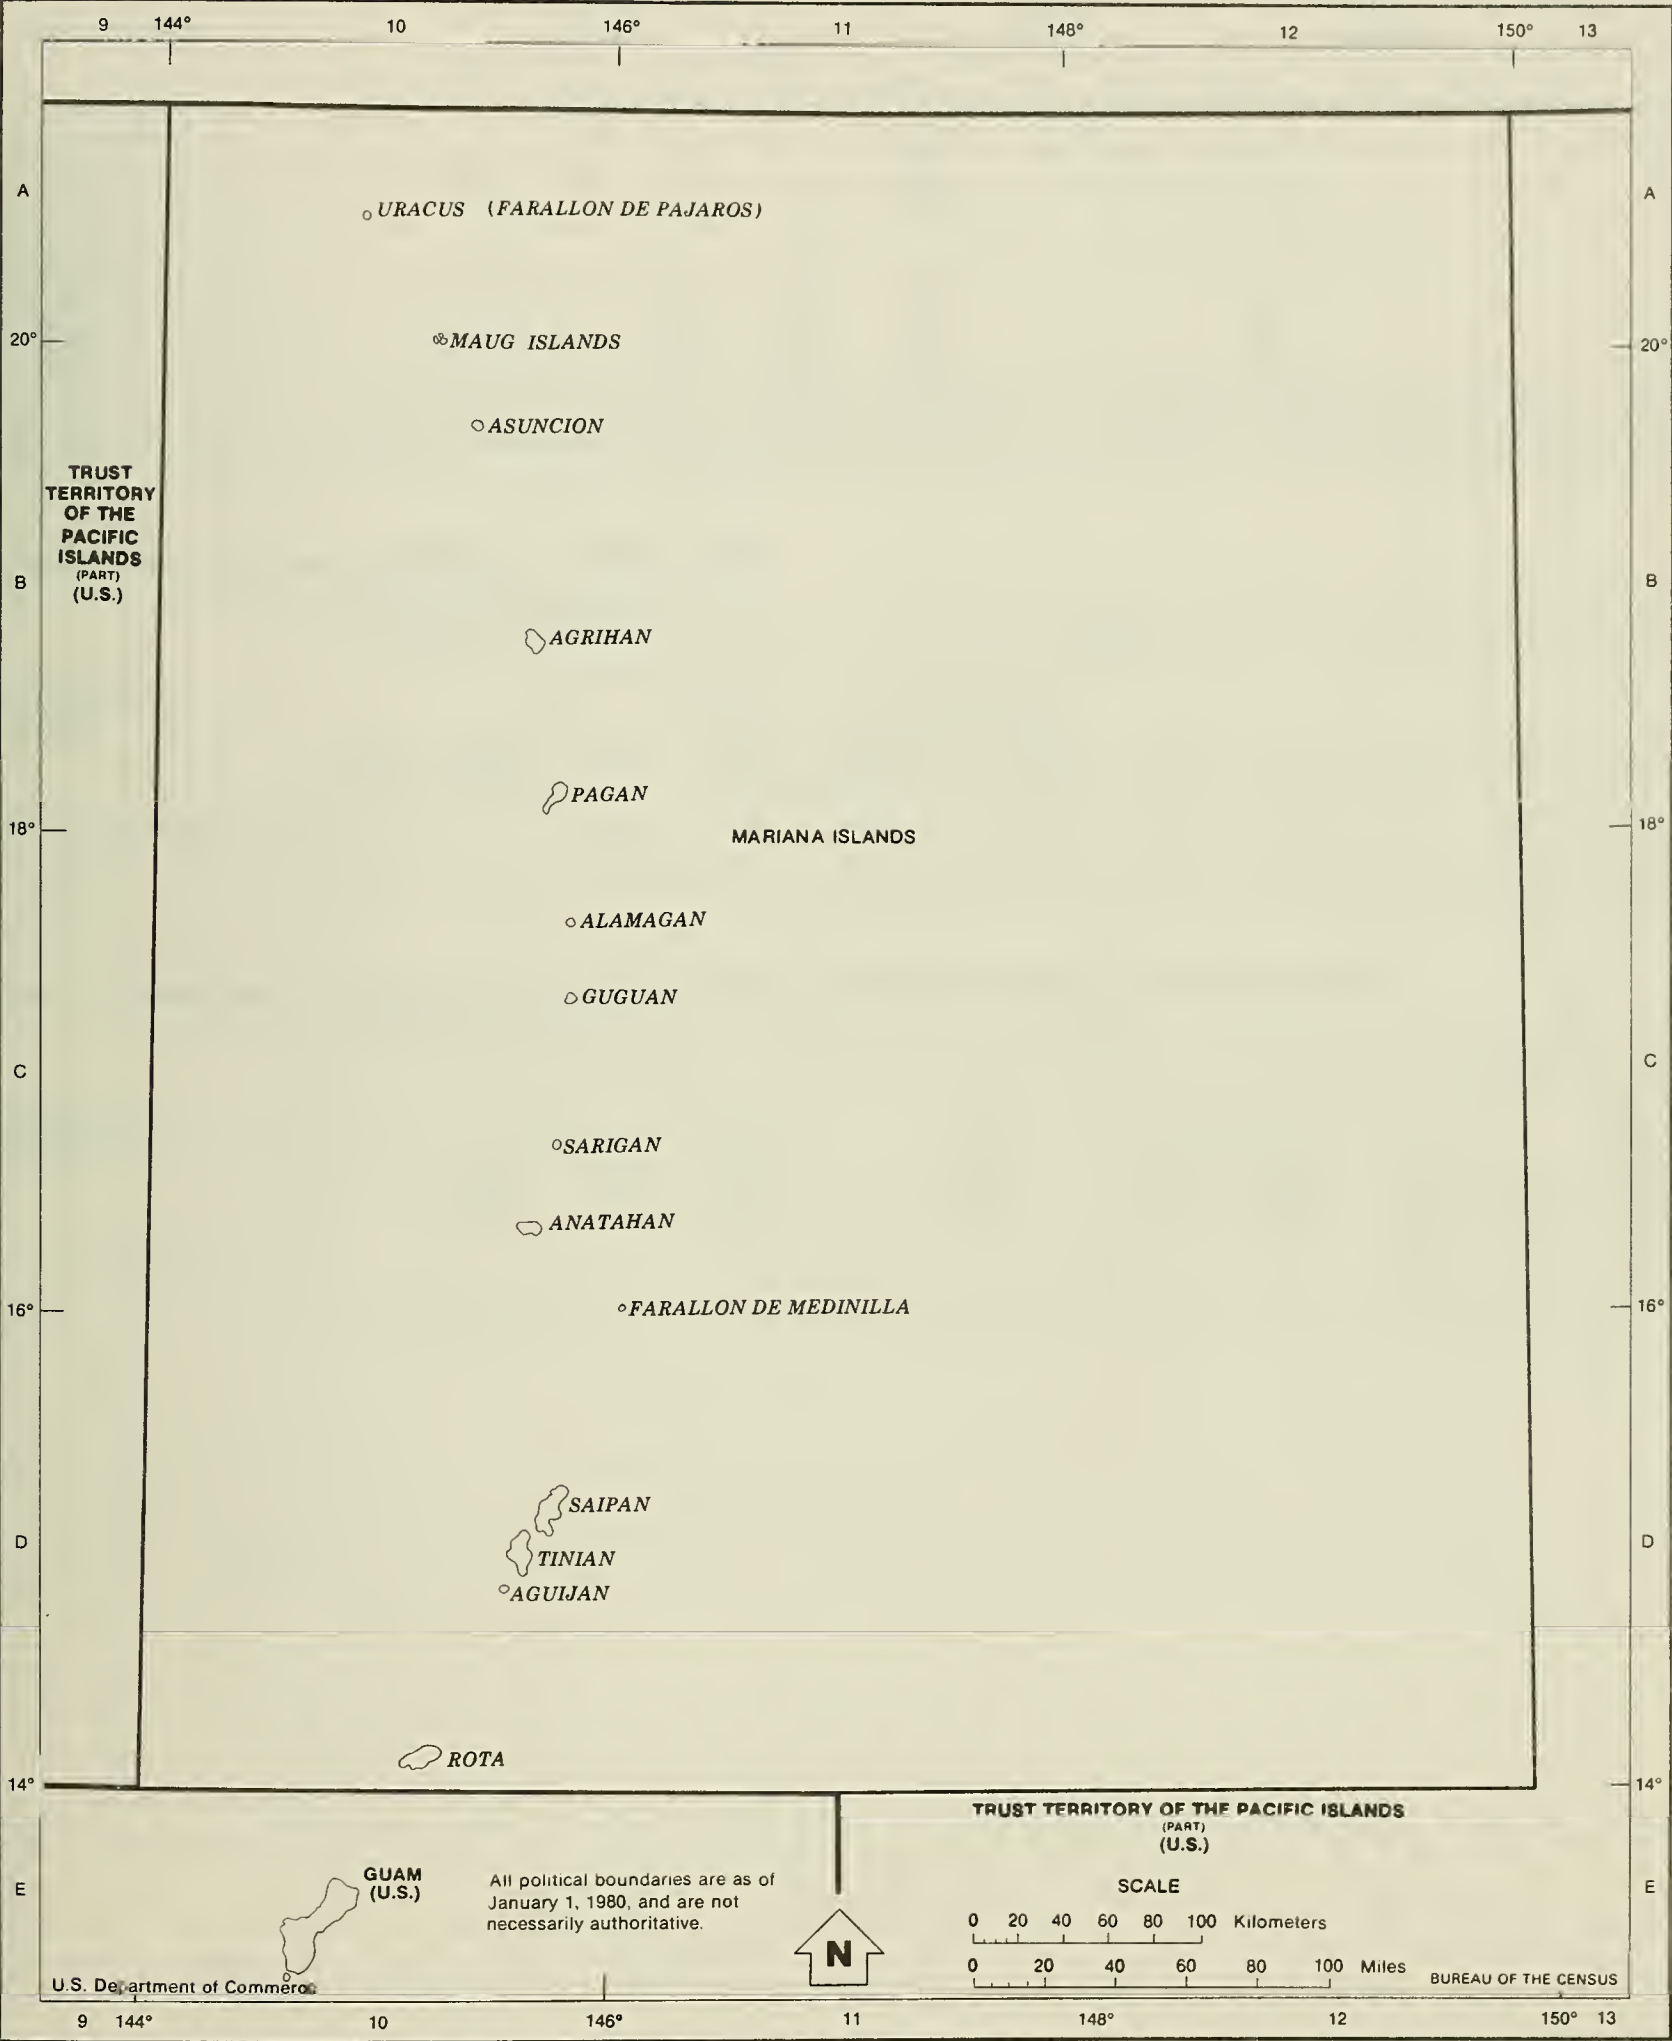 9 144° 10 146° 11 148° 12 150° 13
A A
URACUS (FARALLON DE PAJAROS)
20° MAUG ISLANDS 20°
ASUNCION
TRUST
TERRITORY
OF THE
PACIFIC
ISLANDS
(PART)
(U.S.)
B B
AGRIHAN
PAGAN
18° 18°
MARIANA ISLANDS
ALAMAGAN
GUGUAN
C C
SARIGAN
ANATAHAN
16° FARALLON DE MEDINILLA 16°
SAIPAN
D D
TINIAN
AGUIJAN
ROTA
14° 14°
TRUST TERRITORY OF THE PACIFIC ISLANDS
(PART)
(U.S.)
GUAM
(U.S.)
All political boundaries are as of
January 1, 1980, and are not
necessarily authoritative.
E E
SCALE
0 20 40 60 80 100 Kilometers
N
0 20 40 60 80 100 Miles
U.S. Department of Commerce
BUREAU OF THE CENSUS
9 144° 10 146° 11 148° 12 150° 13